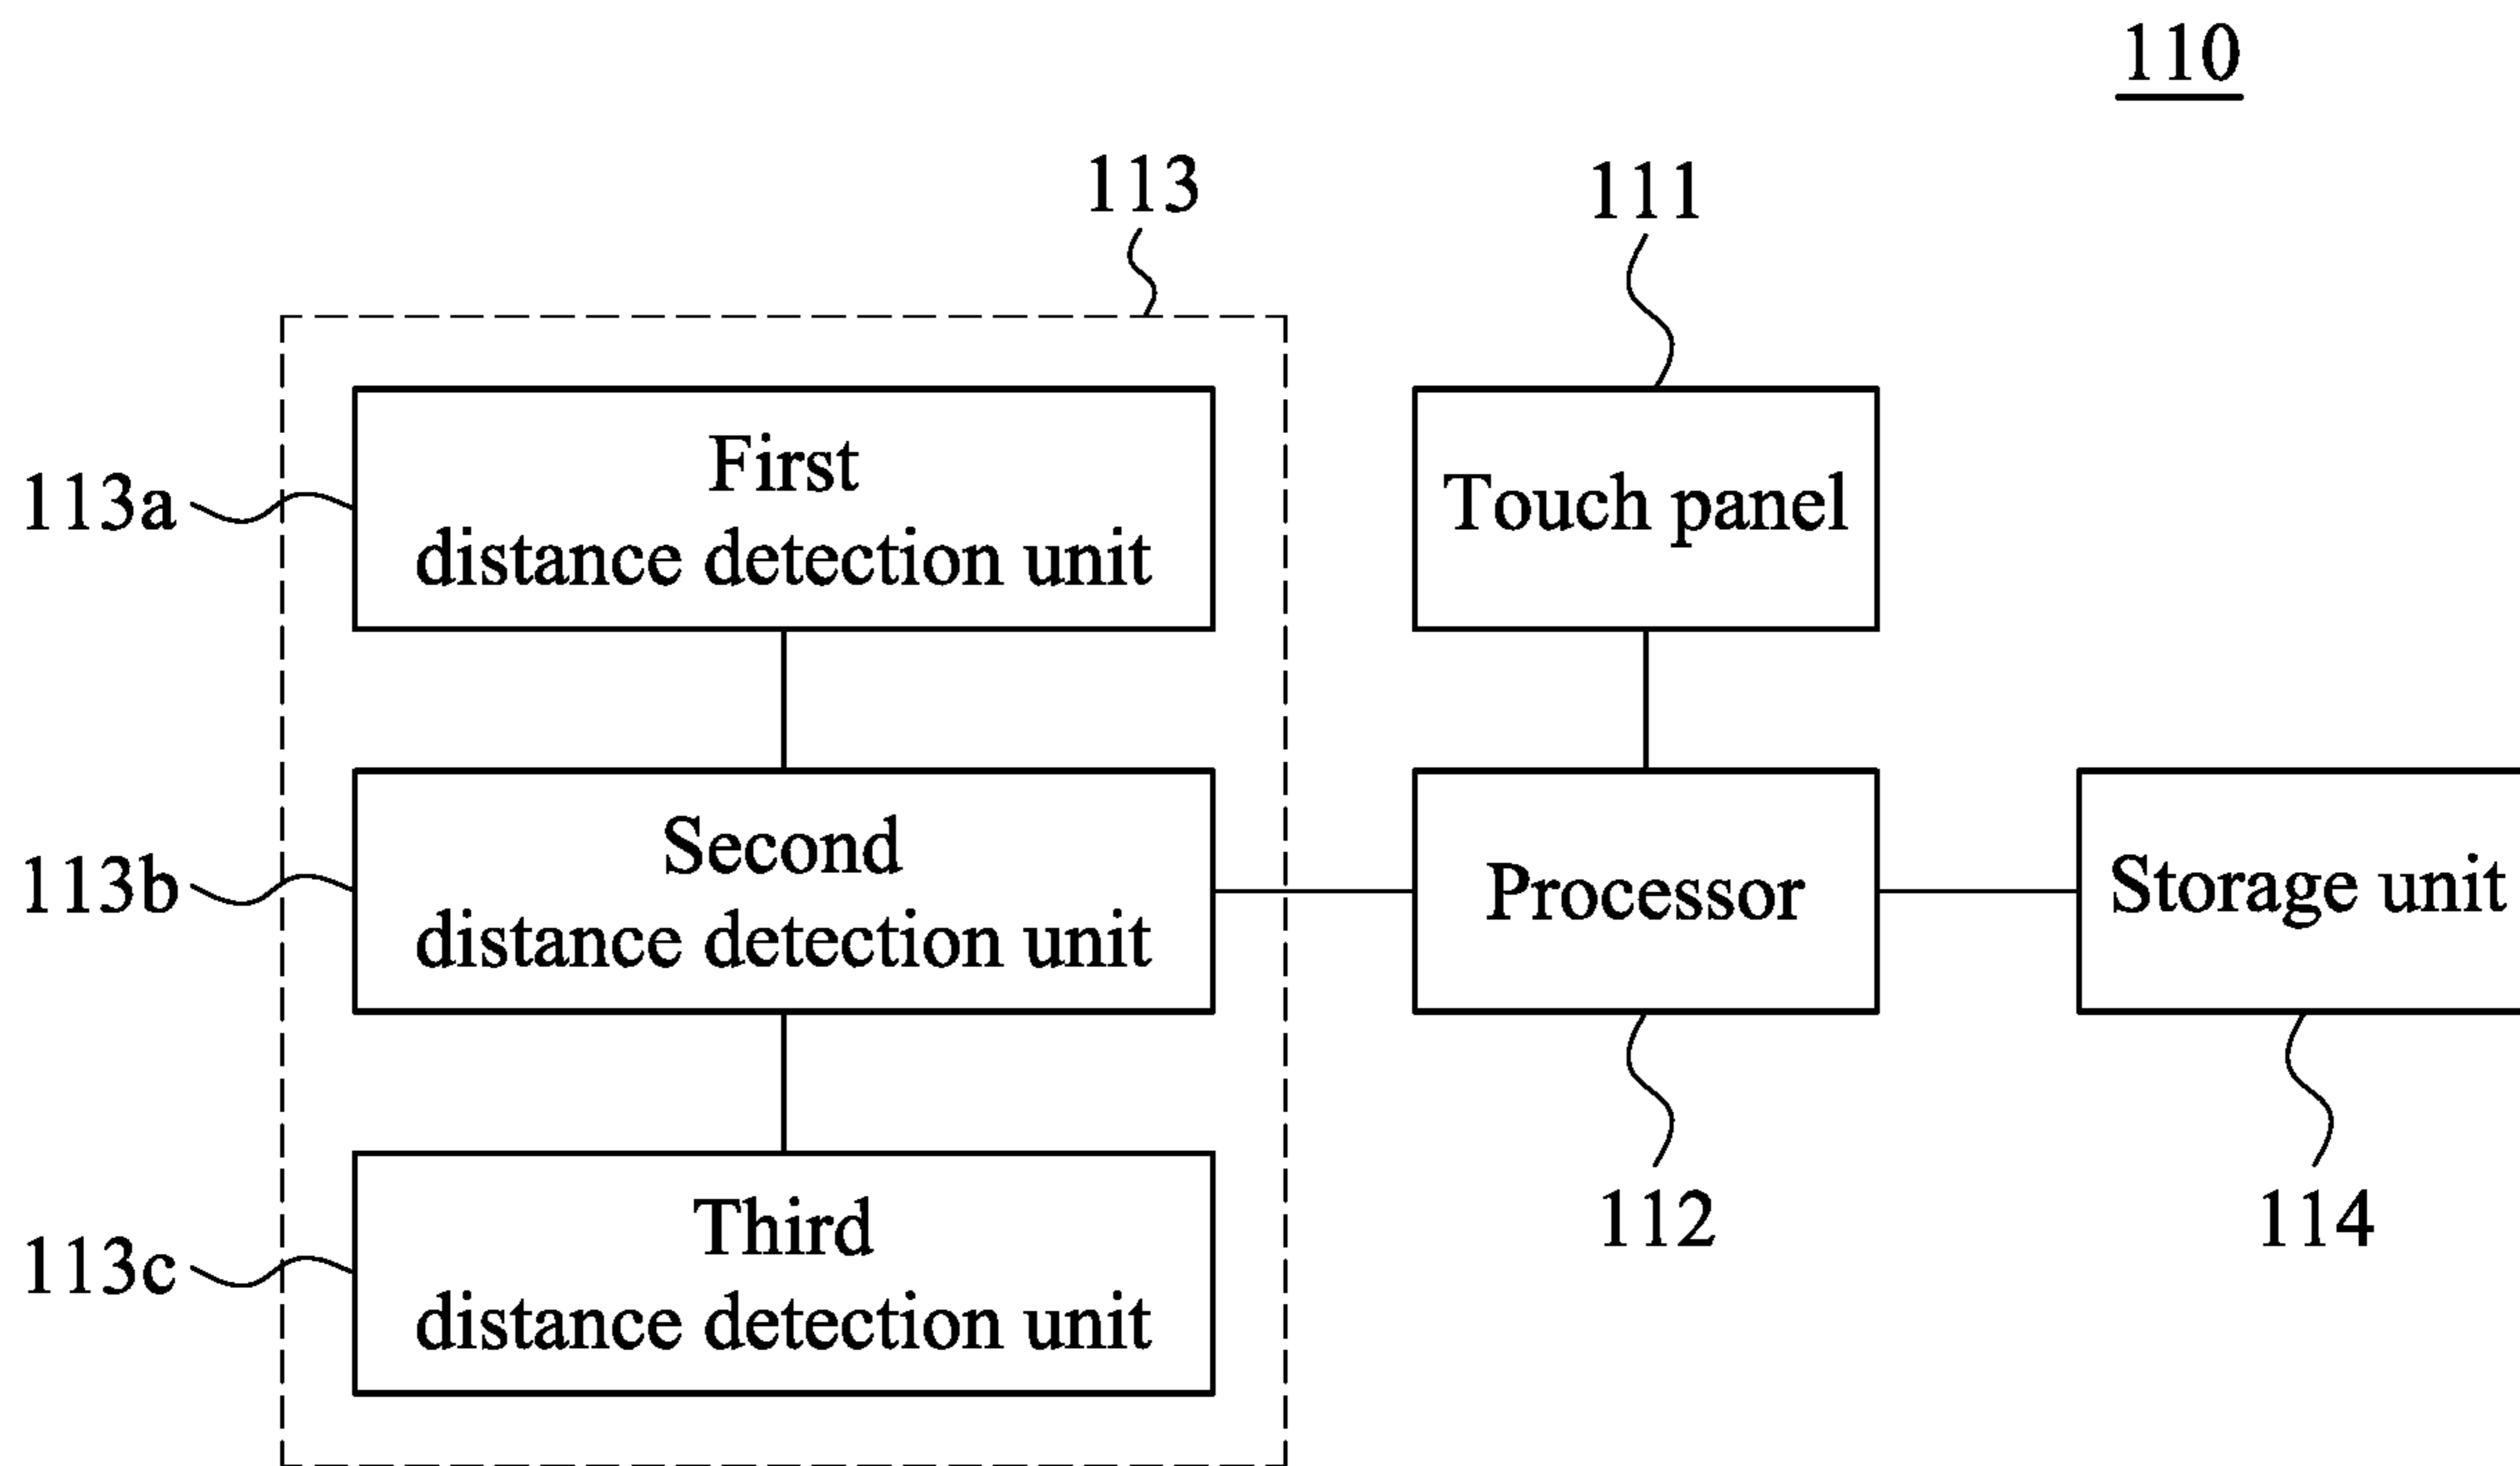 110
113
111
113a
First
distance detection unit
Touch panel
113b
Second
distance detection unit
Processor
Storage unit
112
114
113c
Third
distance detection unit